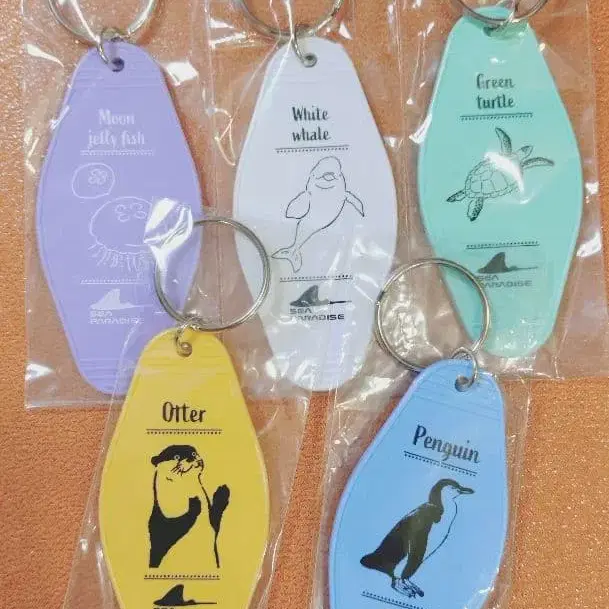 Moon
jelly fish
SEA
PARADISE
White
whale
SEA
PARADISE
Green
turtle
SEA
PARADISE
Otter
Penguin